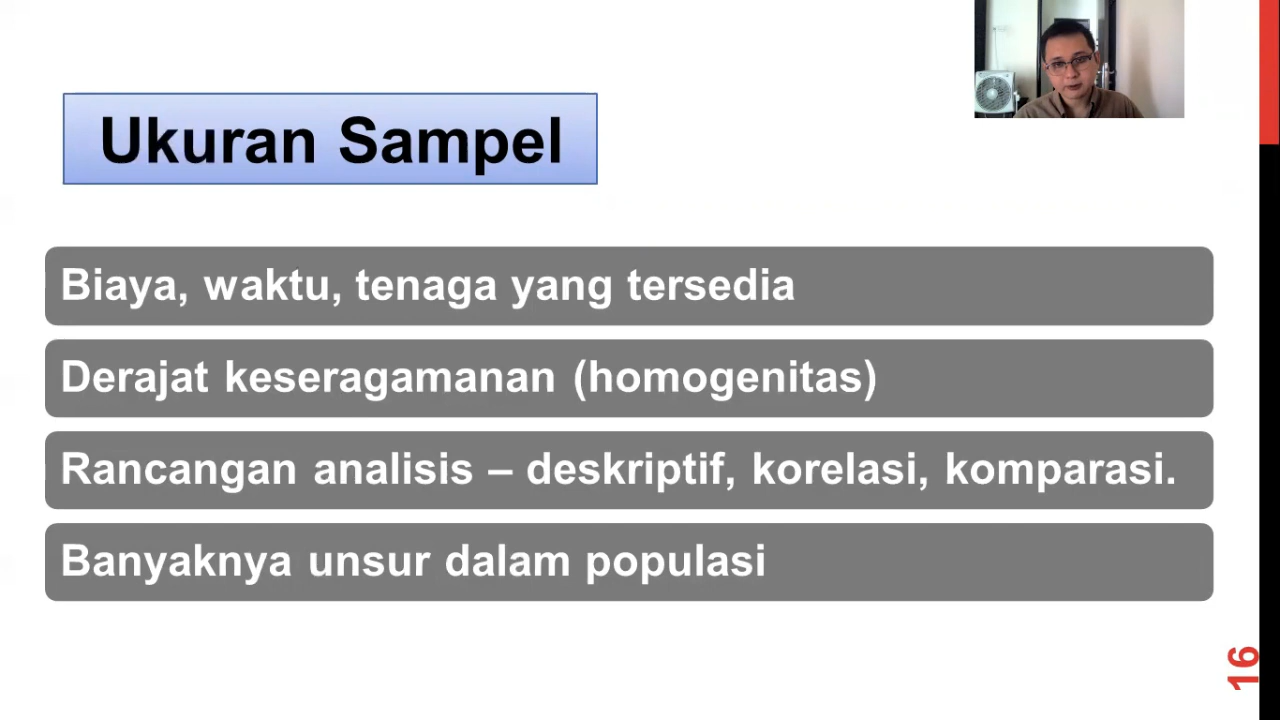 Ukuran Sampel
Biaya, waktu, tenaga yang tersedia
Derajat keseragamanan (homogenitas)
Rancangan analisis – deskriptif, korelasi, komparasi.
Banyaknya unsur dalam populasi
16